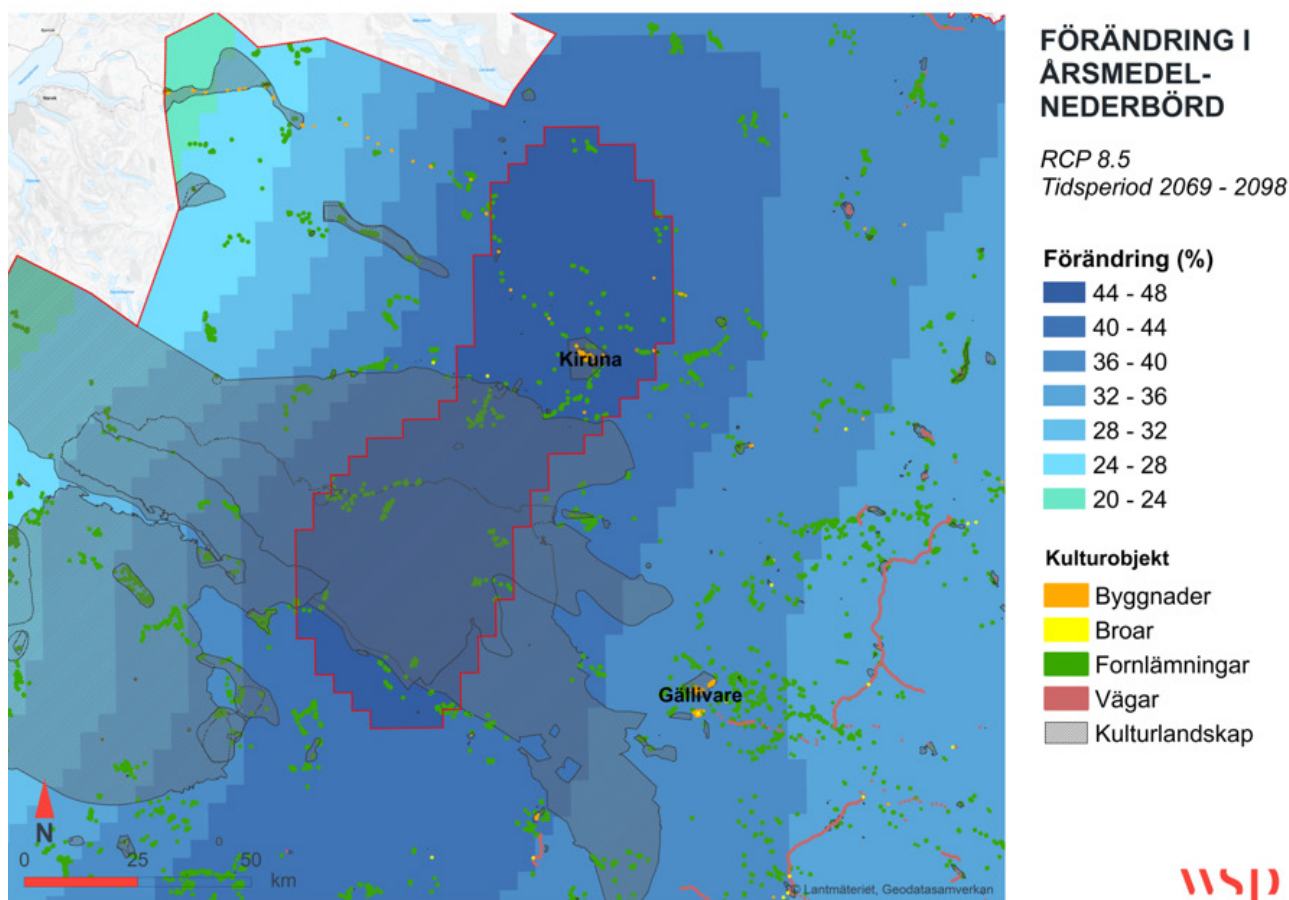 FÖRÄNDRING I
ÅRSMEDEL-
NEDERBÖRD
RCP 8.5
Tidsperiod 2069 - 2098
Förändring (%)
44 - 48
40 - 44
36 - 40
32 - 36
28 - 32
24 - 28
20 - 24
Kulturobjekt
Byggnader
Broar
Fornlämningar
Vägar
Kulturlandskap
Kiruna
Gällivare
N
0 25 50
km
© Lantmäteriet, Geodatasamverkan
wsp